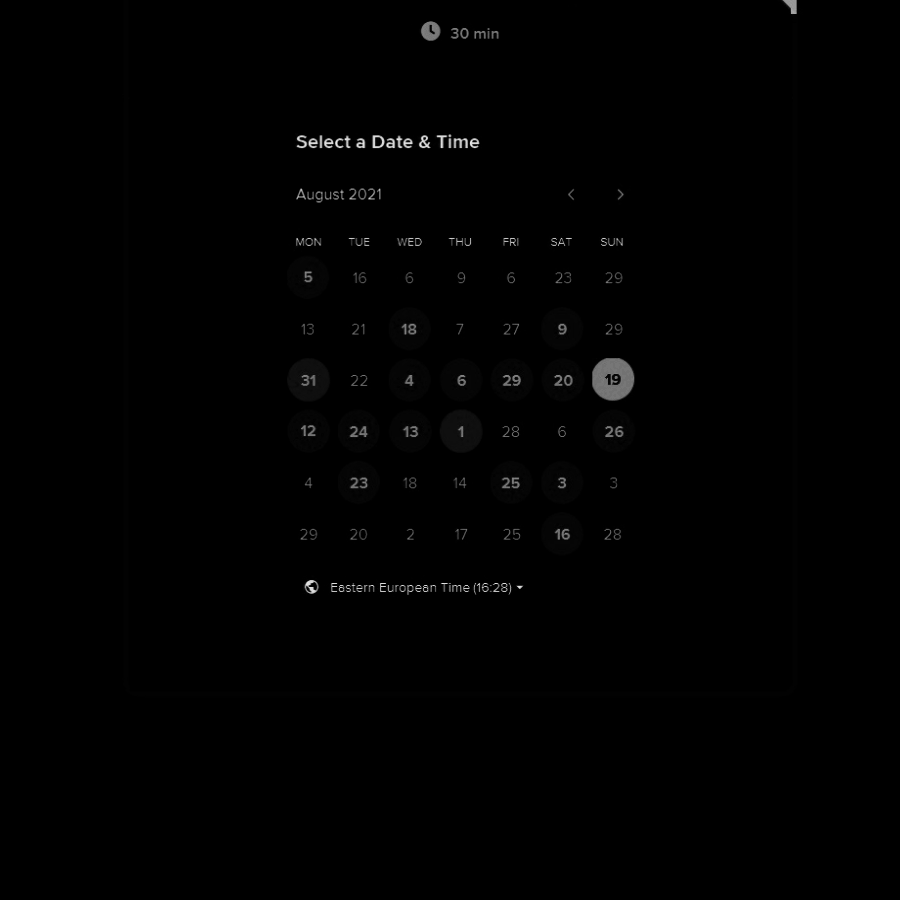 30 min
Select a Date & Time
August 2021
MON TUE WED THU FRI SAT SUN
5 16 6 9 6 23 29
13 21 18 7 27 9 29
31 22 4 6 29 20 19
12 24 13 1 28 6 26
4 23 18 14 25 3 3
29 20 2 17 25 16 28
Eastern European Time (16:28)